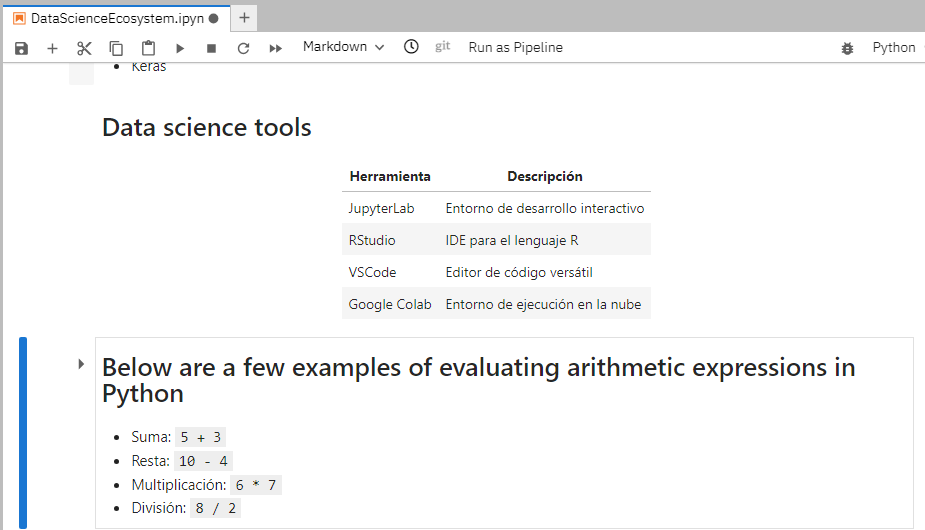 DataScienceEcosystem.ipyn
Markdown git Run as Pipeline Python
Keras
Data science tools
Herramienta Descripción
JupyterLab Entorno de desarrollo interactivo
RStudio IDE para el lenguaje R
VSCode Editor de código versátil
Google Colab Entorno de ejecución en la nube
Below are a few examples of evaluating arithmetic expressions in
Python
Suma: 5 + 3
Resta: 10 - 4
Multiplicación: 6 * 7
División: 8 / 2